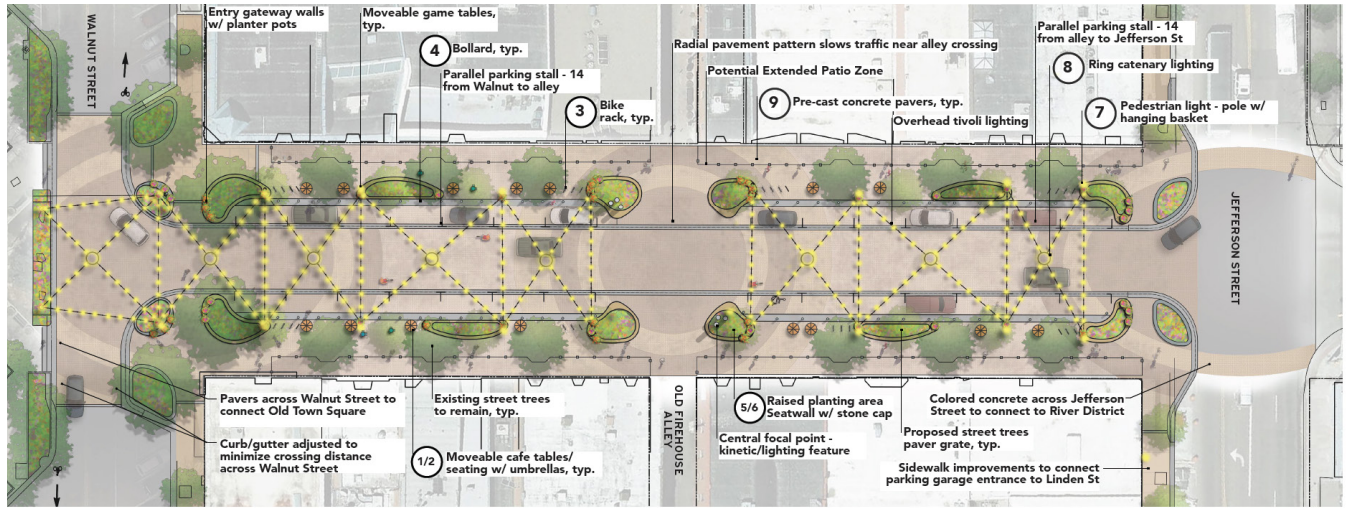 WALNUT STREET
Entry gateway walls
w/ planter pots
Moveable game tables,
typ.
4 Bollard, typ.
Parallel parking stall - 14
from Walnut to alley
3 Bike
rack, typ.
Radial pavement pattern slows traffic near alley crossing
Potential Extended Patio Zone
9 Pre-cast concrete pavers, typ.
Overhead tivoli lighting
Parallel parking stall - 14
from alley to Jefferson St
8 Ring catenary lighting
7 Pedestrian light - pole w/
hanging basket
JEFFERSON STREET
Pavers across Walnut Street to
connect Old Town Square
Curb/gutter adjusted to
minimize crossing distance
across Walnut Street
Existing street trees
to remain, typ.
1/2 Moveable cafe tables/
seating w/ umbrellas, typ.
OLD FIREHOUSE
ALLEY
5/6 Raised planting area
Seatwall w/ stone cap
Central focal point -
kinetic/lighting feature
Proposed street trees
paver grate, typ.
Colored concrete across Jefferson
Street to connect to River District
Sidewalk improvements to connect
parking garage entrance to Linden St